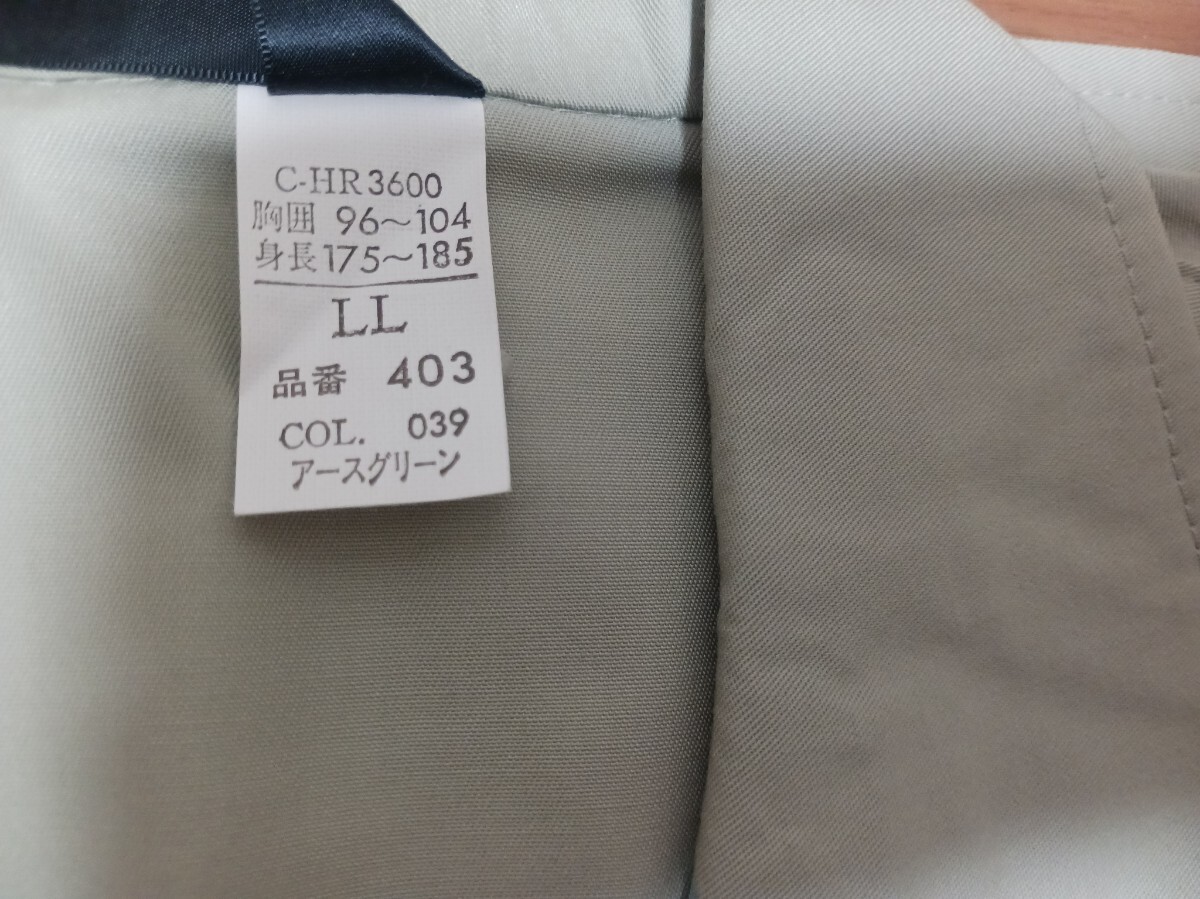 C-HR3600
胸囲 96～104
身長175～185
LL
品番 403
COL. 039
アースグリーン